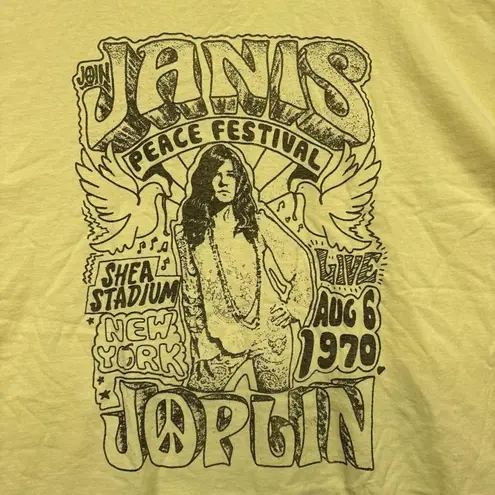 JOIN
JANIS
PEACE FESTIVAL
SHEA
STADIUM
NEW
YORK
LIVE
AUG 6
1970
JOPLIN